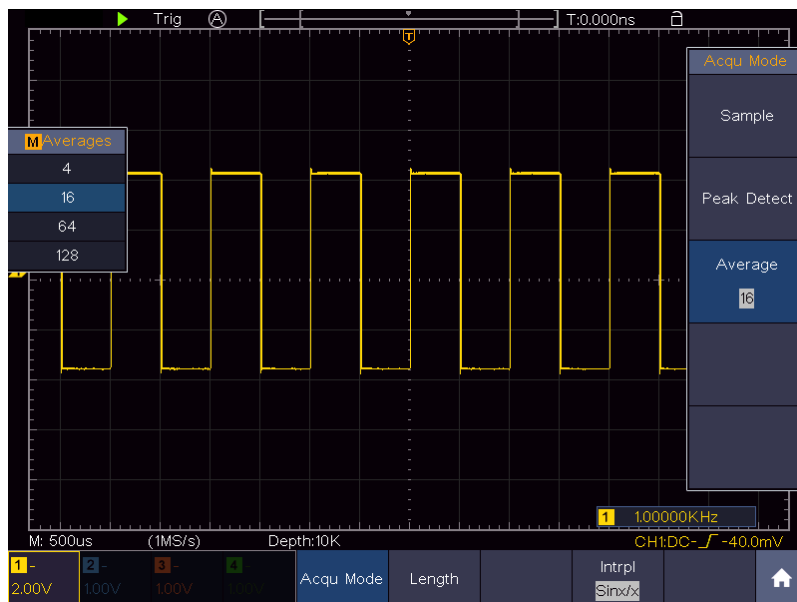 Trig A T:0.000ns
T
Acqu Mode
Sample
Peak Detect
Average
16
M Averages
4
16
64
128
1
1 1.00000KHz
M: 500us (1MS/s) Depth:10K CH1:DC- -40.0mV
1 - 2 - 3 - 4 -
2.00V 1.00V 1.00V 1.00V
Acqu Mode Length Intrpl
Sinx/x